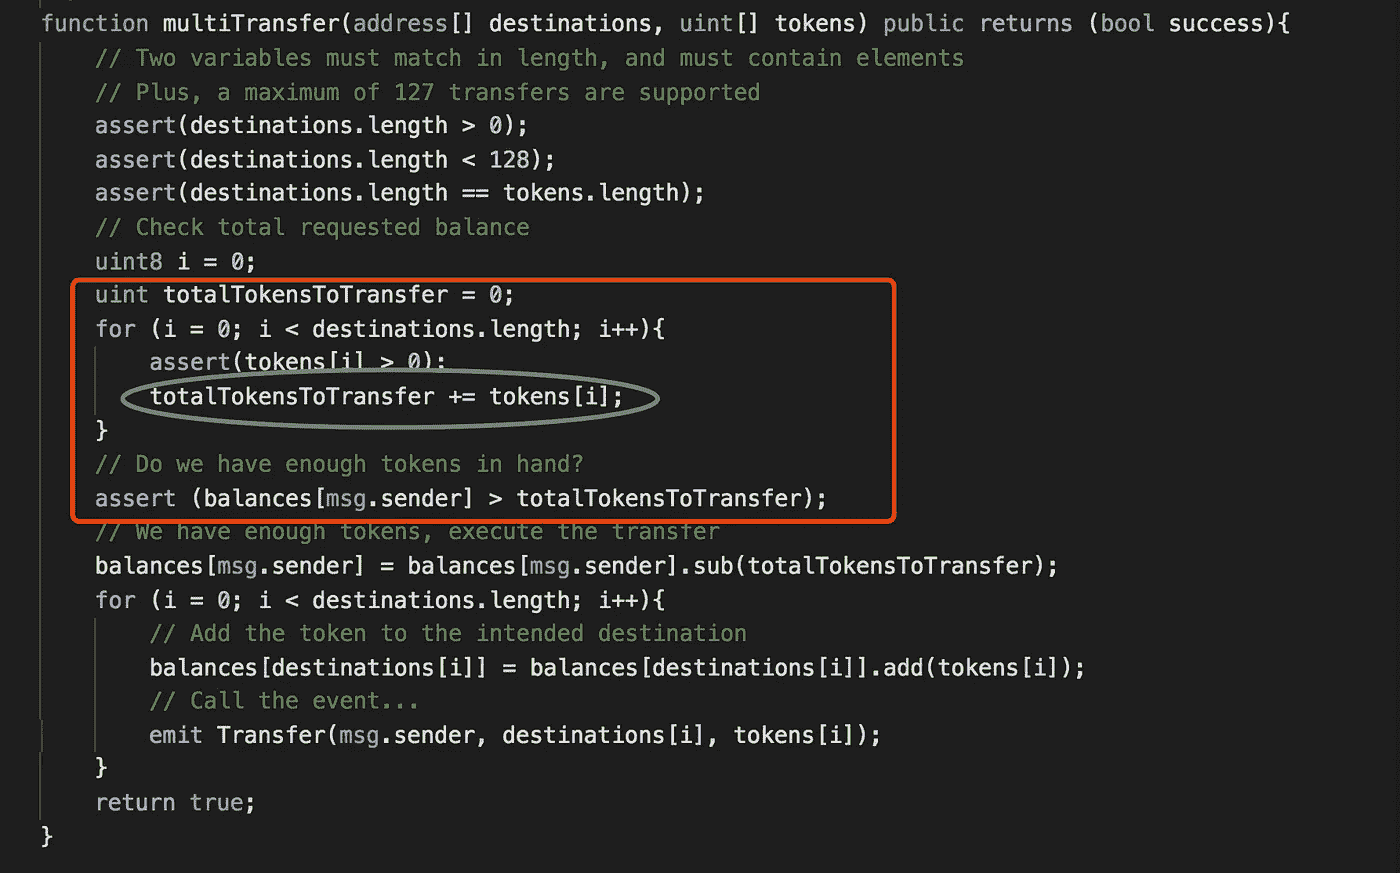 function multiTransfer(address[] destinations, uint[] tokens) public returns (bool success){
// Two variables must match in length, and must contain elements
// Plus, a maximum of 127 transfers are supported
assert(destinations.length > 0);
assert(destinations.length < 128);
assert(destinations.length == tokens.length);
// Check total requested balance
uint8 i = 0;
uint totalTokensToTransfer = 0;
for (i = 0; i < destinations.length; i++){
assert(tokens[i] > 0);
totalTokensToTransfer += tokens[i];
}
// Do we have enough tokens in hand?
assert (balances[msg.sender] > totalTokensToTransfer);
// We have enough tokens, execute the transfer
balances[msg.sender] = balances[msg.sender].sub(totalTokensToTransfer);
for (i = 0; i < destinations.length; i++){
// Add the token to the intended destination
balances[destinations[i]] = balances[destinations[i]].add(tokens[i]);
// Call the event...
emit Transfer(msg.sender, destinations[i], tokens[i]);
}
return true;
}